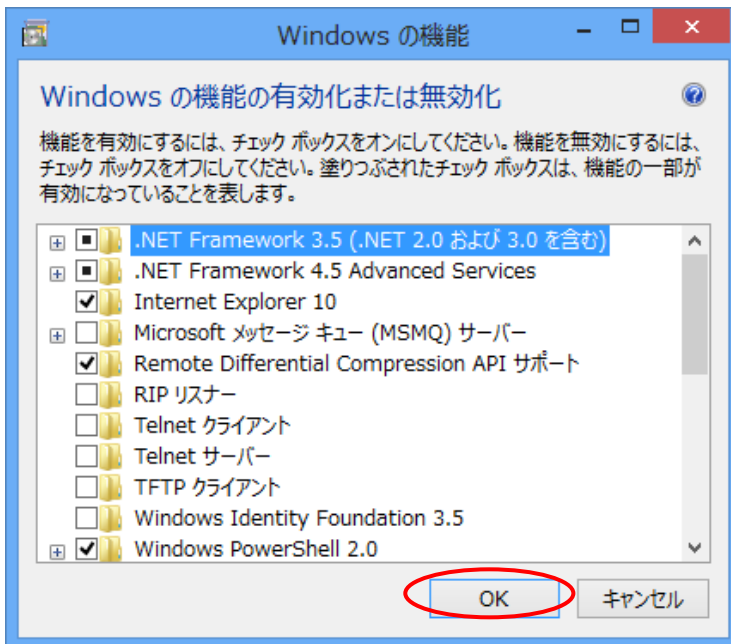 Windows の機能
Windows の機能の有効化または無効化
機能を有効にするには、チェック ボックスをオンにしてください。機能を無効にするには、
チェック ボックスをオフにしてください。塗りつぶされたチェック ボックスは、機能の一部が
有効になっていることを表します。
.NET Framework 3.5 (.NET 2.0 および 3.0 を含む)
.NET Framework 4.5 Advanced Services
Internet Explorer 10
Microsoft メッセージ キュー (MSMQ) サーバー
Remote Differential Compression API サポート
RIP リスナー
Telnet クライアント
Telnet サーバー
TFTP クライアント
Windows Identity Foundation 3.5
Windows PowerShell 2.0
OK キャンセル